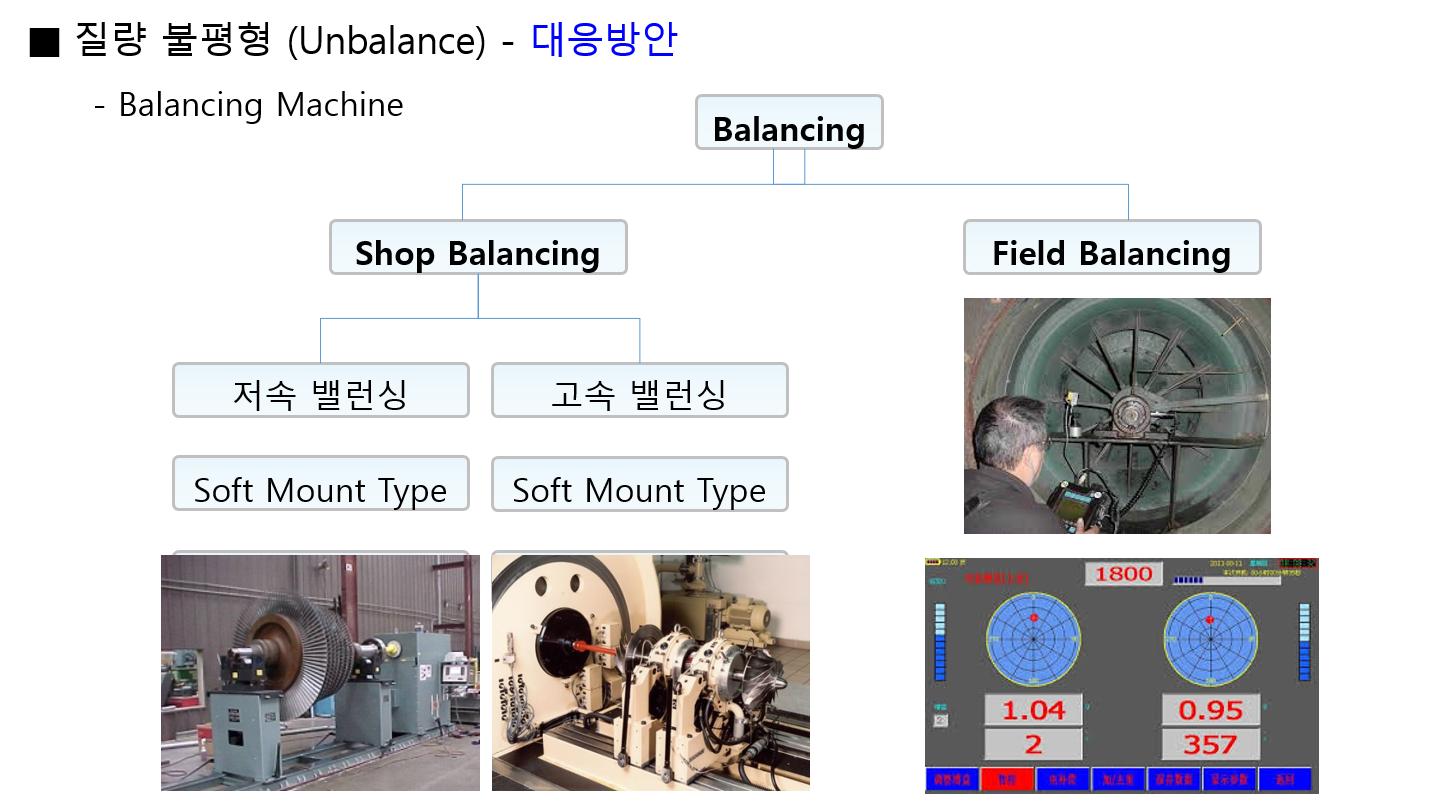 ■ 질량 불평형 (Unbalance) - 대응방안
- Balancing Machine
Balancing
Shop Balancing
Field Balancing
저속 밸런싱
고속 밸런싱
Soft Mount Type
Soft Mount Type
1800
1.04
0.95
2
357